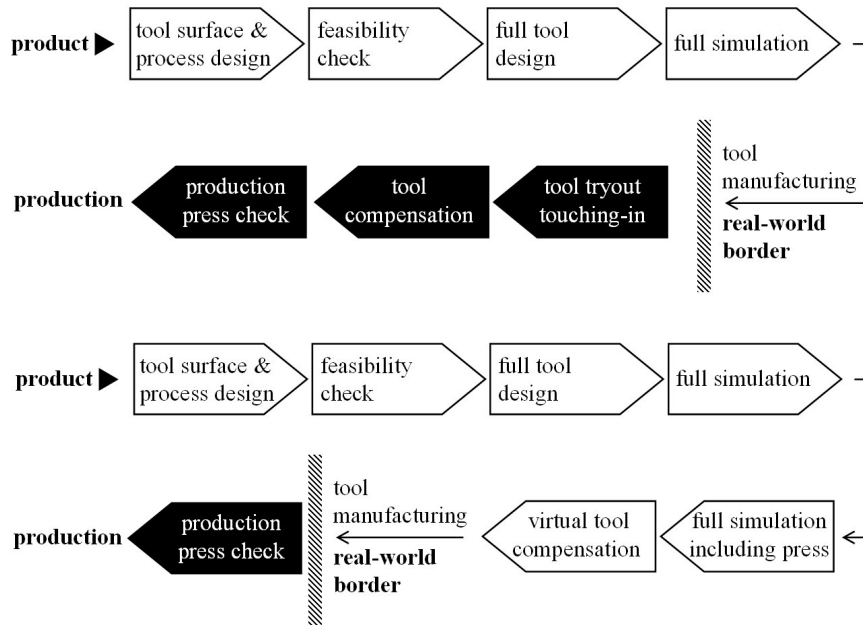 product
tool surface &
process design
feasibility
check
full tool
design
full simulation
tool
manufacturing
real-world
border
tool tryout
touching-in
tool
compensation
production
press check
production
product
tool surface &
process design
feasibility
check
full tool
design
full simulation
full simulation
including press
virtual tool
compensation
tool
manufacturing
real-world
border
production
press check
production